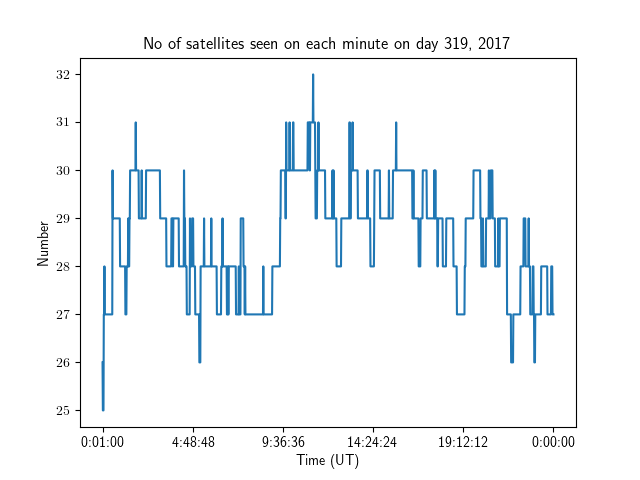 No of satellites seen on each minute on day 319, 2017
32
31
30
29
28
27
26
25
Number
0:01:00 4:48:48 9:36:36 14:24:24 19:12:12 0:00:00
Time (UT)